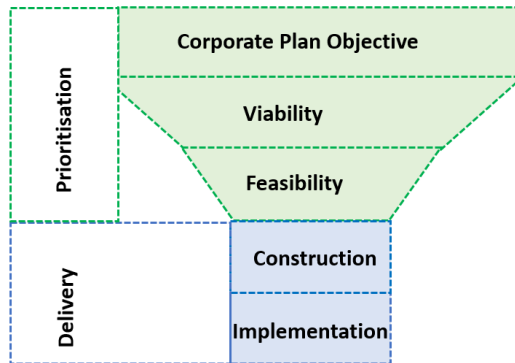 Prioritisation
Corporate Plan Objective
Viability
Feasibility
Delivery
Construction
Implementation